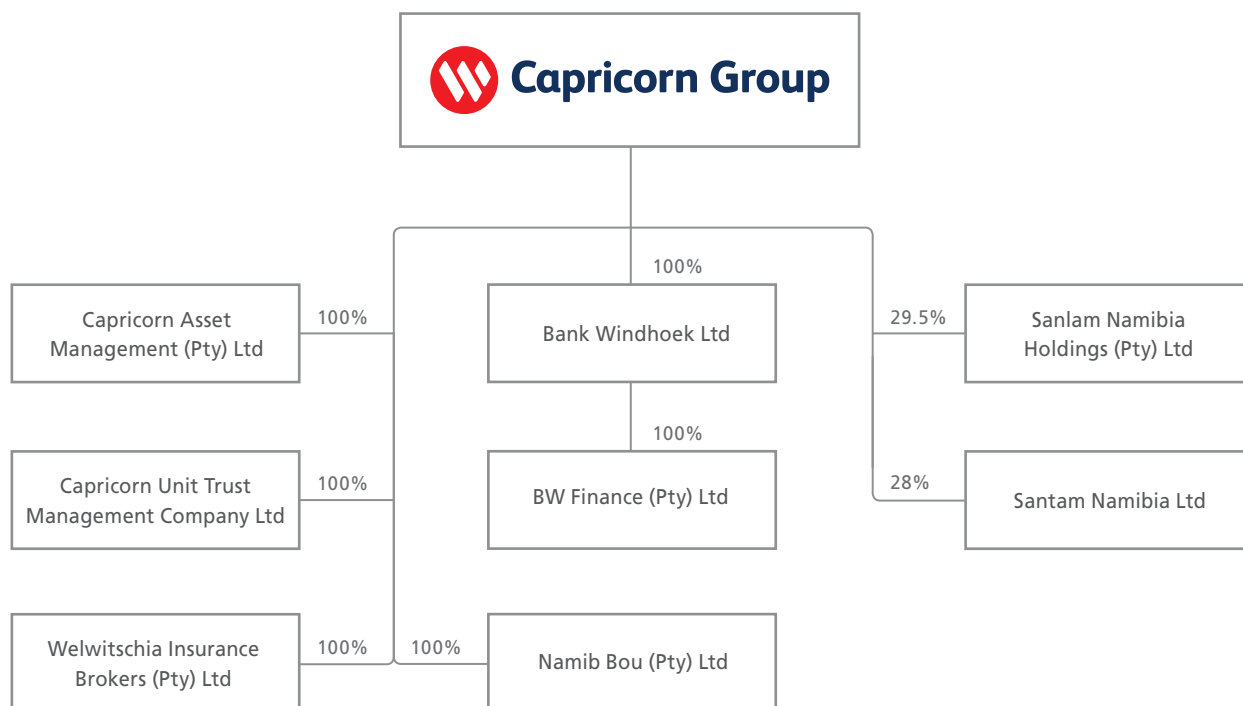 Capricorn Group
100%
Capricorn Asset
Management (Pty) Ltd
100%
Bank Windhoek Ltd
29.5%
Sanlam Namibia
Holdings (Pty) Ltd
100%
Capricorn Unit Trust
Management Company Ltd
100%
BW Finance (Pty) Ltd
28%
Santam Namibia Ltd
Welwitschia Insurance
Brokers (Pty) Ltd
100%
100%
Namib Bou (Pty) Ltd